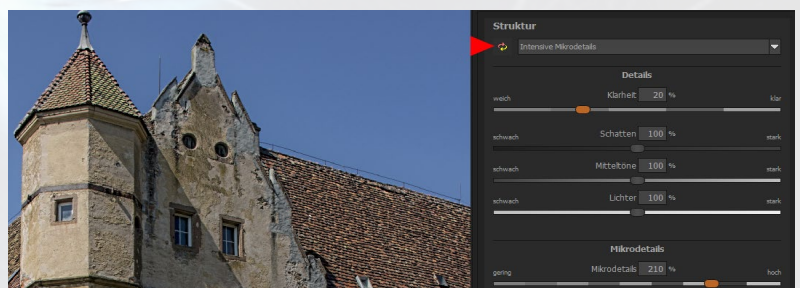 Struktur
Intensive Mikrodetails
Details
Klarheit 20 %
weich klar
Schatten 100 %
schwach stark
Mitteltöne 100 %
schwach stark
Lichter 100 %
schwach stark
Mikrodetails
Mikrodetails 210 %
gering hoch